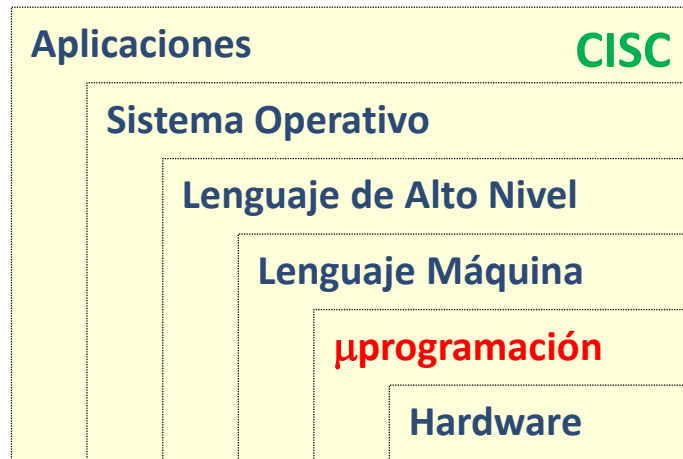 Aplicaciones CISC
Sistema Operativo
Lenguaje de Alto Nivel
Lenguaje Máquina
μprogramación
Hardware